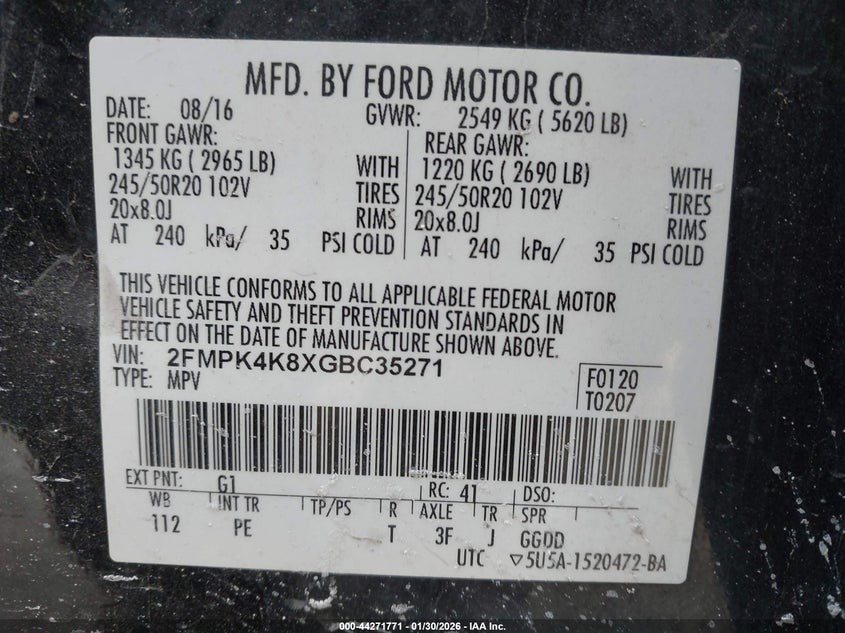 MFD. BY FORD MOTOR CO.
DATE: 08/16 GVWR: 2549 KG ( 5620 LB)
FRONT GAWR: REAR GAWR:
1345 KG ( 2965 LB) WITH 1220 KG ( 2690 LB) WITH
245/50R20 102V TIRES 245/50R20 102V TIRES
20x8.0J RIMS 20x8.0J RIMS
AT 240 kPa/ 35 PSI COLD AT 240 kPa/ 35 PSI COLD
THIS VEHICLE CONFORMS TO ALL APPLICABLE FEDERAL MOTOR
VEHICLE SAFETY AND THEFT PREVENTION STANDARDS IN
EFFECT ON THE DATE OF MANUFACTURE SHOWN ABOVE.
VIN: 2FMPK4K8XGBC35271
TYPE: MPV
F0120
T0207
EXT PNT: G1 RC: 41 DSO:
WB INT TR TP/PS R AXLE TR SPR
112 PE T 3F J GGDD
UTC ▽5U5A-1520472-BA
000-44271771 - 01/30/2026 - IAA Inc.